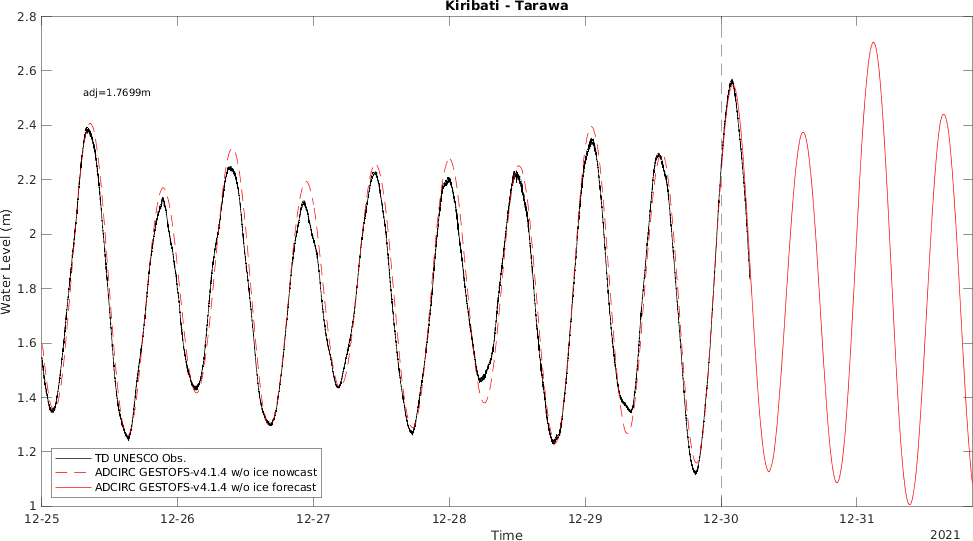 Kiribati - Tarawa
2.8
2.6
2.4
2.2
2
1.8
1.6
1.4
1.2
1
Water Level (m)
adj=1.7699m
TD UNESCO Obs.
ADCIRC GESTOFS-v4.1.4 w/o ice nowcast
ADCIRC GESTOFS-v4.1.4 w/o ice forecast
12-25 12-26 12-27 12-28 12-29 12-30 12-31
Time
2021